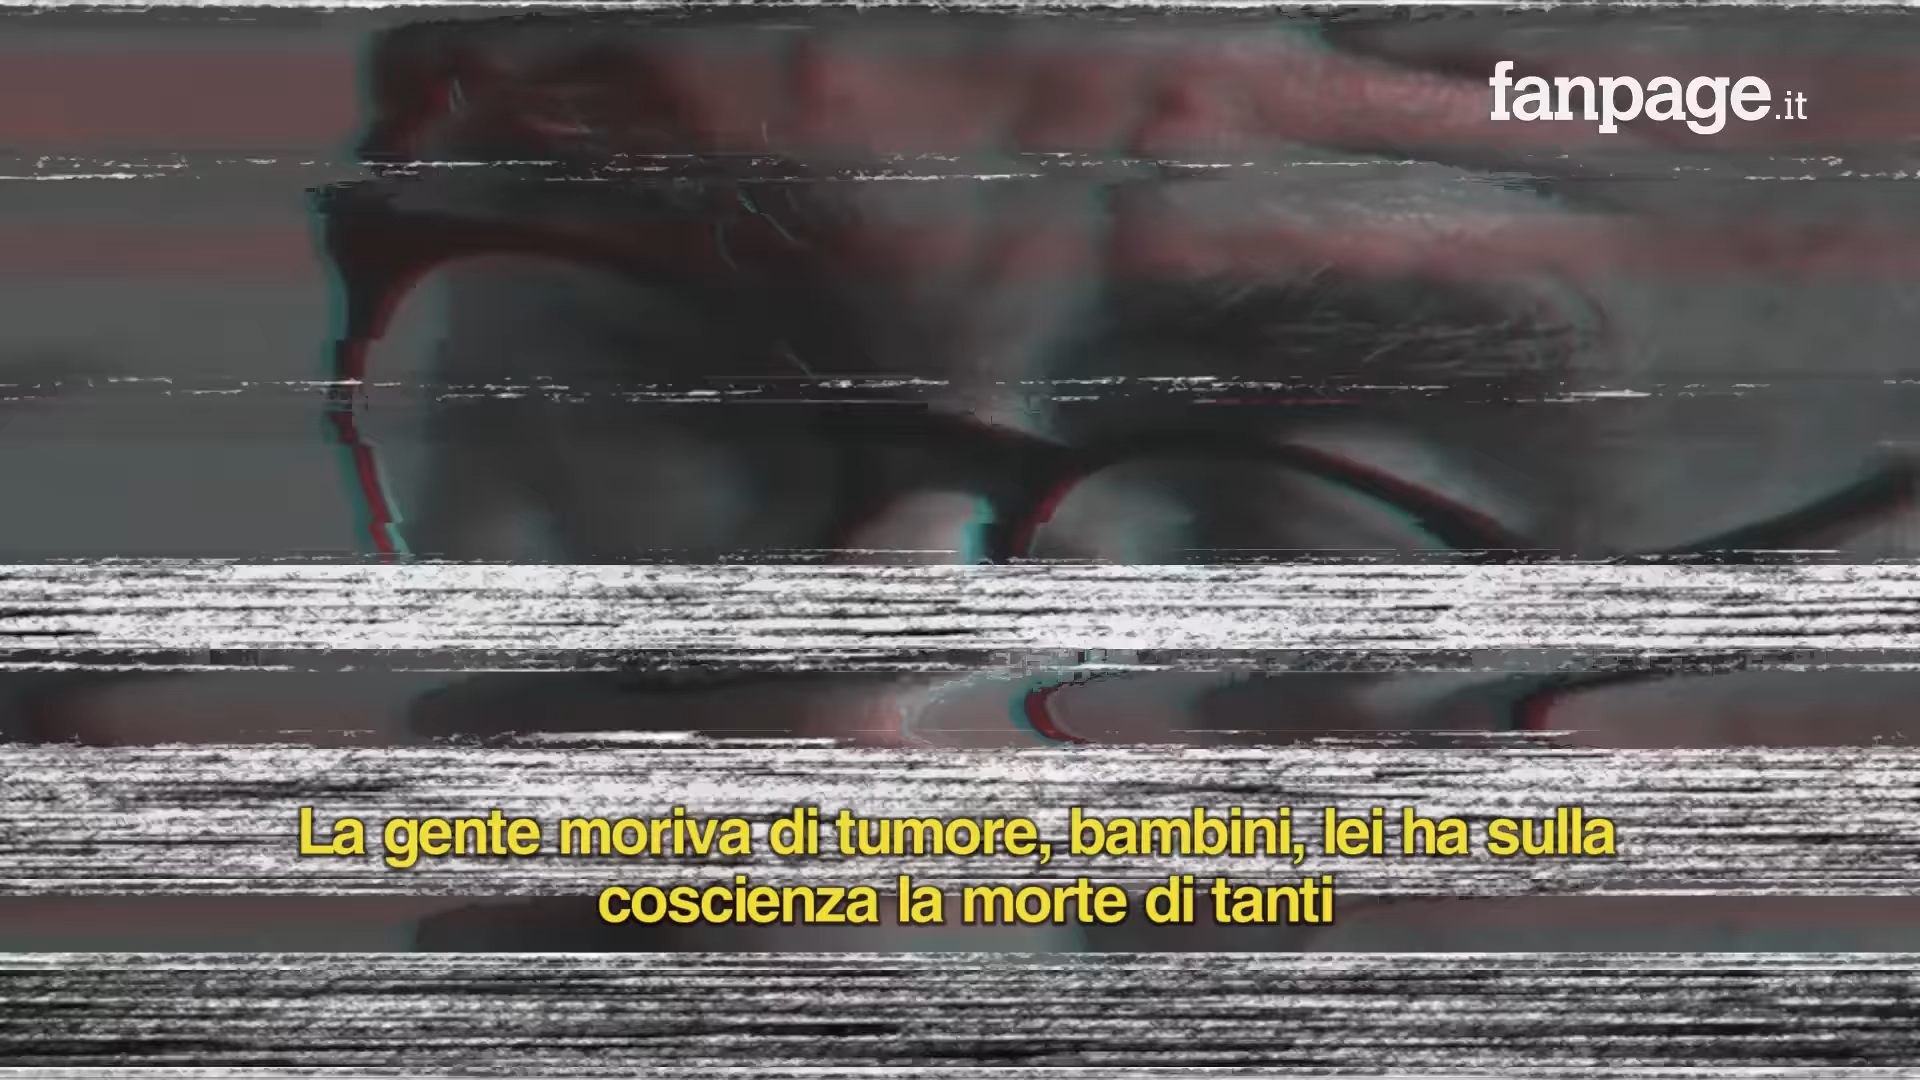 fanpage.it
La gente moriva di tumore, bambini, lei ha sulla
coscienza la morte di tanti